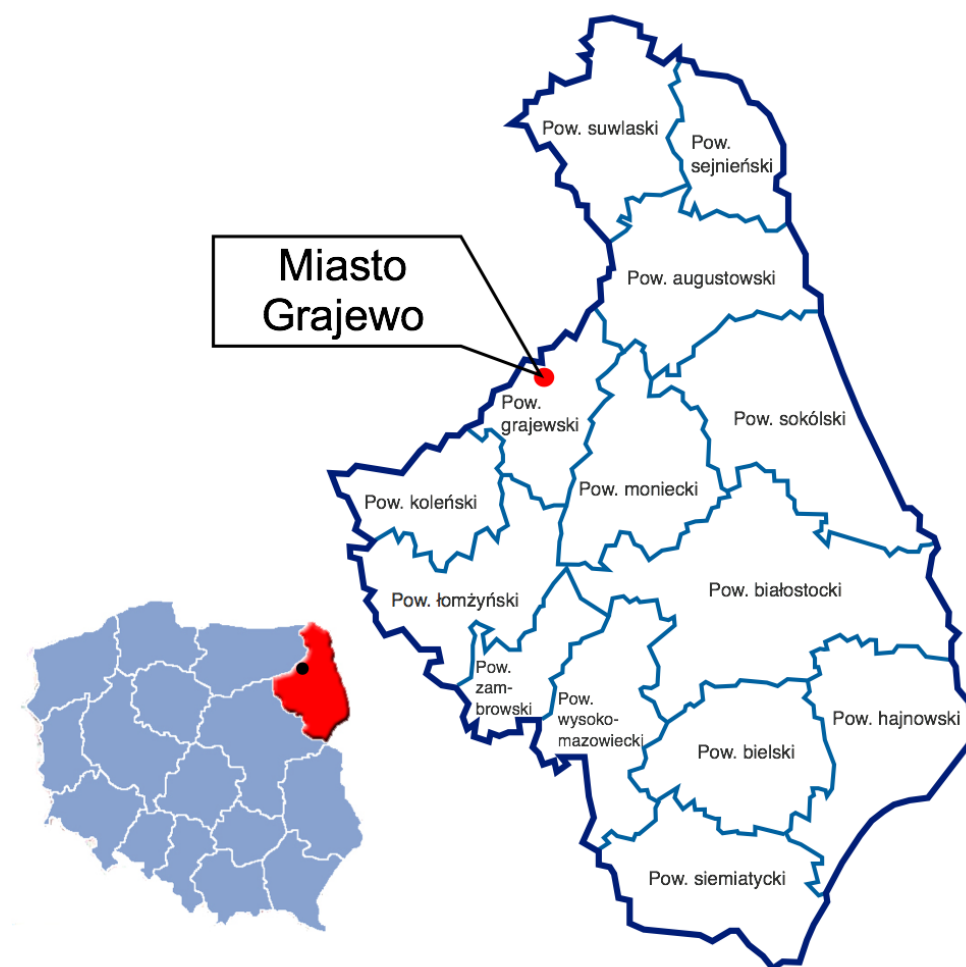 Pow. suwlaski
Pow.
sejnieński
Miasto
Grajewo
Pow. augustowski
Pow.
grajewski
Pow. sokólski
Pow. koleński
Pow. moniecki
Pow. łomżyński
Pow. białostocki
Pow.
zam-
browski
Pow.
wysoko-
mazowiecki
Pow. bielski
Pow. hajnowski
Pow. siemiatycki